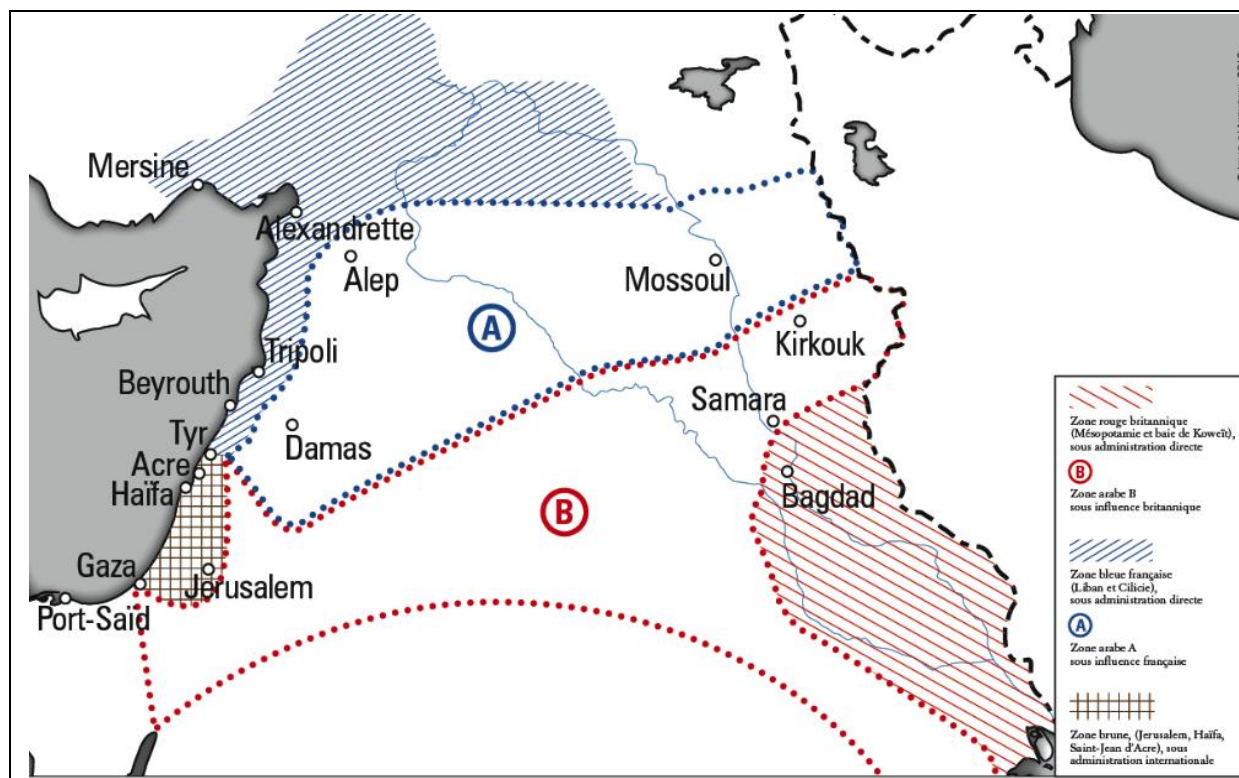 Mersine
Alexandrette
Alep
Mossoul
A
Kirkouk
Tripoli
Beyrouth
Samara
Tyr
Damas
Acre
Haïfa
Bagdad
B
Gaza
Jerusalem
Port-Saïd
Zone rouge britannique
(Mésopotamie et baie de Koweït),
sous administration directe
B
Zone arabe B
sous influence britannique
Zone bleue française
(Liban et Cilicie),
sous administration directe
A
Zone arabe A
sous influence française
Zone brune, (Jerusalem, Haïfa,
Saint-Jean d'Acre), sous
administration internationale